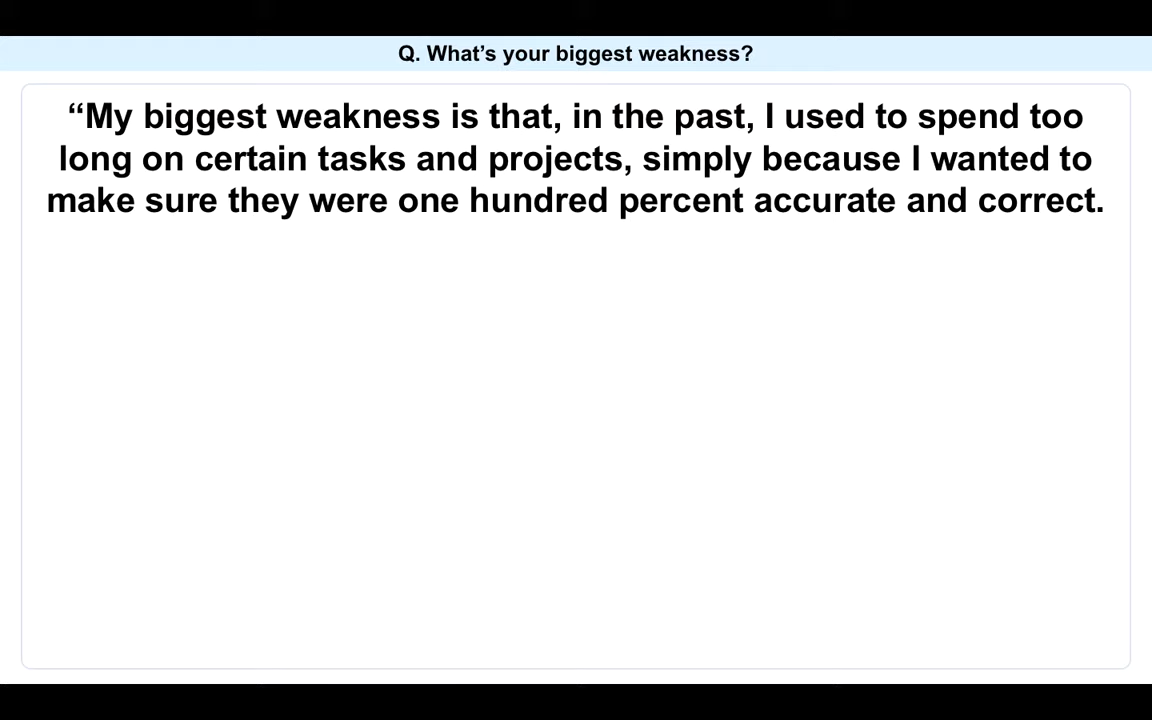 Q. What’s your biggest weakness?
“My biggest weakness is that, in the past, I used to spend too
long on certain tasks and projects, simply because I wanted to
make sure they were one hundred percent accurate and correct.